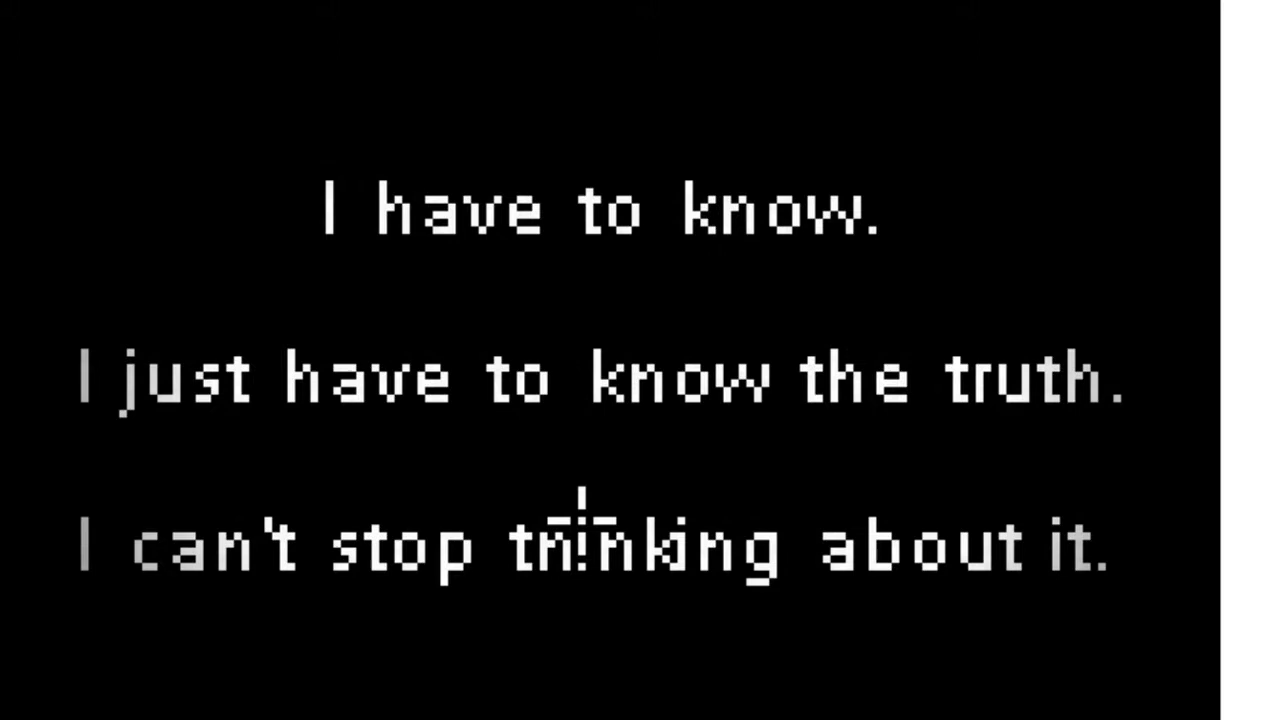 I have to know.
I just have to know the truth.
I can't stop thinking about it.